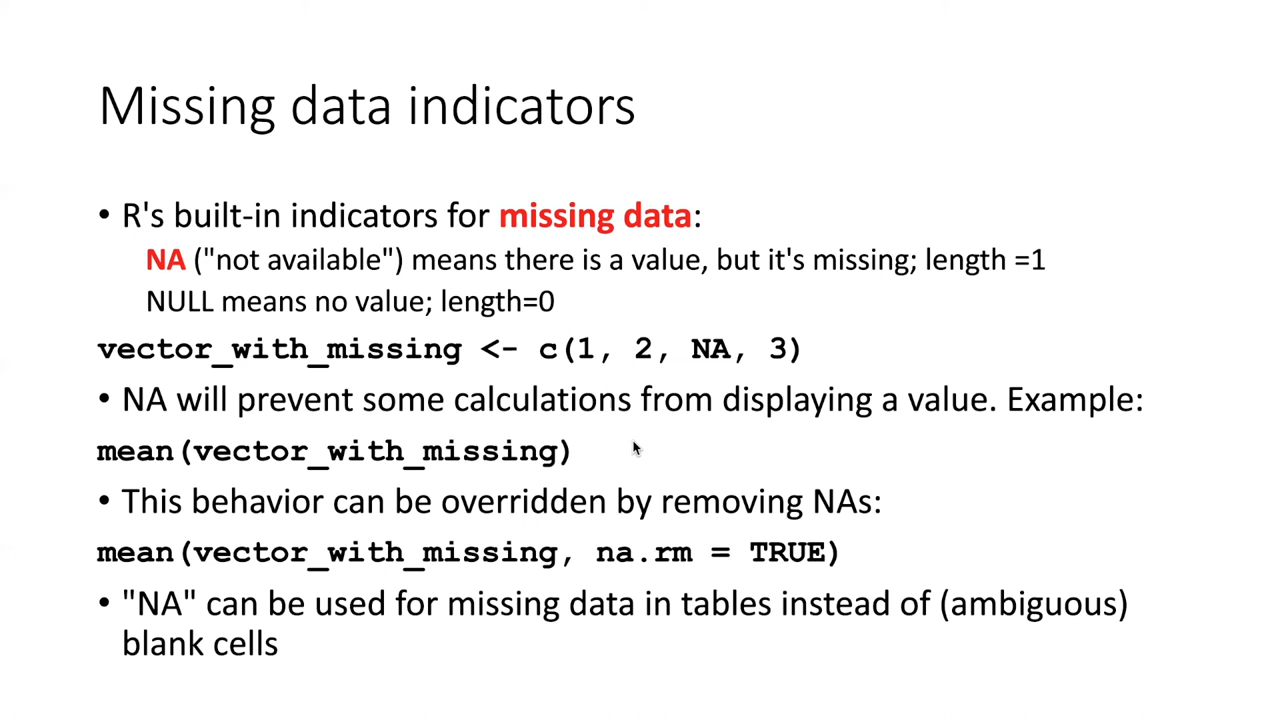 Missing data indicators
• R's built-in indicators for missing data:
NA ("not available") means there is a value, but it's missing; length =1
NULL means no value; length=0
vector_with_missing <- c(1, 2, NA, 3)
• NA will prevent some calculations from displaying a value. Example:
mean(vector_with_missing)
• This behavior can be overridden by removing NAs:
mean(vector_with_missing, na.rm = TRUE)
• "NA" can be used for missing data in tables instead of (ambiguous)
blank cells